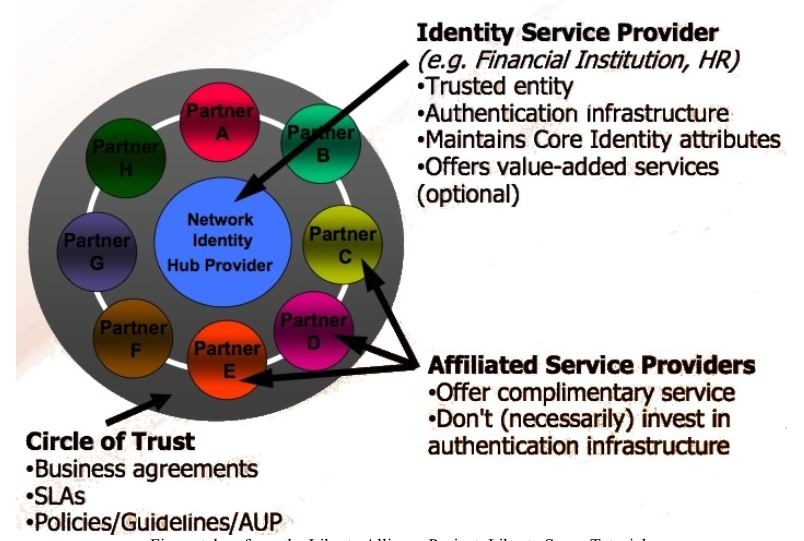 Identity Service Provider
(e.g. Financial Institution, HR)
•Trusted entity
•Authentication infrastructure
•Maintains Core Identity attributes
•Offers value-added services
(optional)
Partner
A
Partner
B
Partner
H
Network
Identity
Hub Provider
Partner
C
Partner
G
Partner
D
Partner
F
Partner
E
Affiliated Service Providers
•Offer complimentary service
•Don't (necessarily) invest in
authentication infrastructure
Circle of Trust
•Business agreements
•SLAs
•Policies/Guidelines/AUP